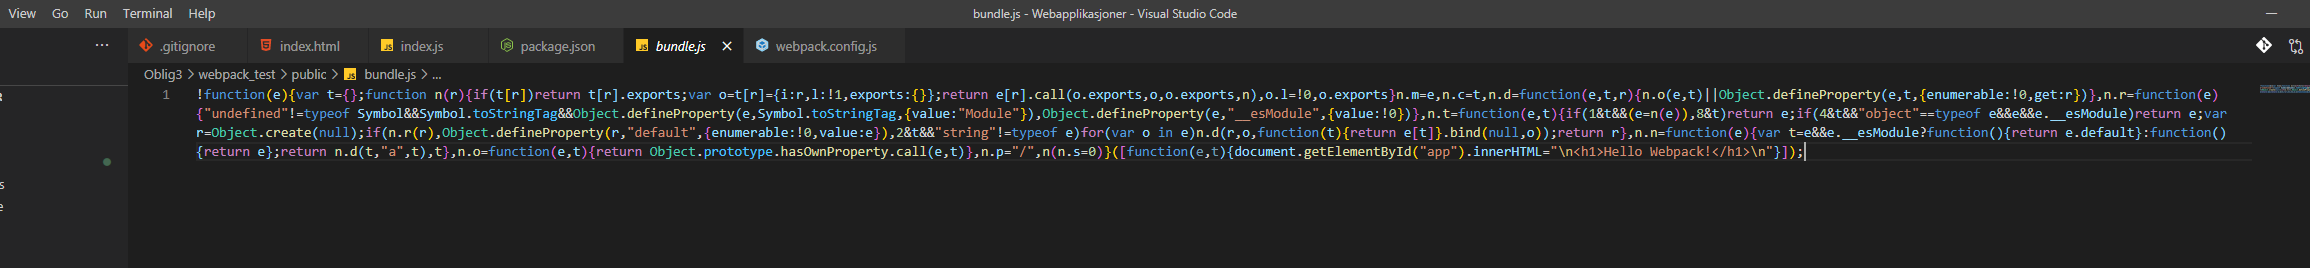 View Go Run Terminal Help bundle.js - Webapplikasjoner - Visual Studio Code
.gitignore index.html index.js package.json bundle.js webpack.config.js
Oblig3 > webpack_test > public > bundle.js > ...
1 !function(e){var t={};function n(r){if(t[r])return t[r].exports;var o=t[r]={i:r,l:!1,exports:{}};return e[r].call(o.exports,o,o.exports,n),o.l=!0,o.exports}n.m=e,n.c=t,n.d=function(e,t,r){n.o(e,t)||Object.defineProperty(e,t,{enumerable:!0,get:r})},n.r=function(e)
{"undefined"!=typeof Symbol&&Symbol.toStringTag&&Object.defineProperty(e,Symbol.toStringTag,{value:"Module"}),Object.defineProperty(e,"__esModule",{value:!0})},n.t=function(e,t){if(1&t&&(e=n(e)),8&t)return e;if(4&t&&"object"==typeof e&&e&&e.__esModule)return e;var
r=Object.create(null);if(n.r(r),Object.defineProperty(r,"default",{enumerable:!0,value:e}),2&t&&"string"!=typeof e)for(var o in e)n.d(r,o,function(t){return e[t]}.bind(null,o));return r},n.n=function(e){var t=e&&e.__esModule?function(){return e.default}:function()
{return e};return n.d(t,"a",t),t},n.o=function(e,t){return Object.prototype.hasOwnProperty.call(e,t)},n.p="/",n(n.s=0)}([function(e,t){document.getElementById("app").innerHTML="\n<h1>Hello Webpack!</h1>\n"}]);